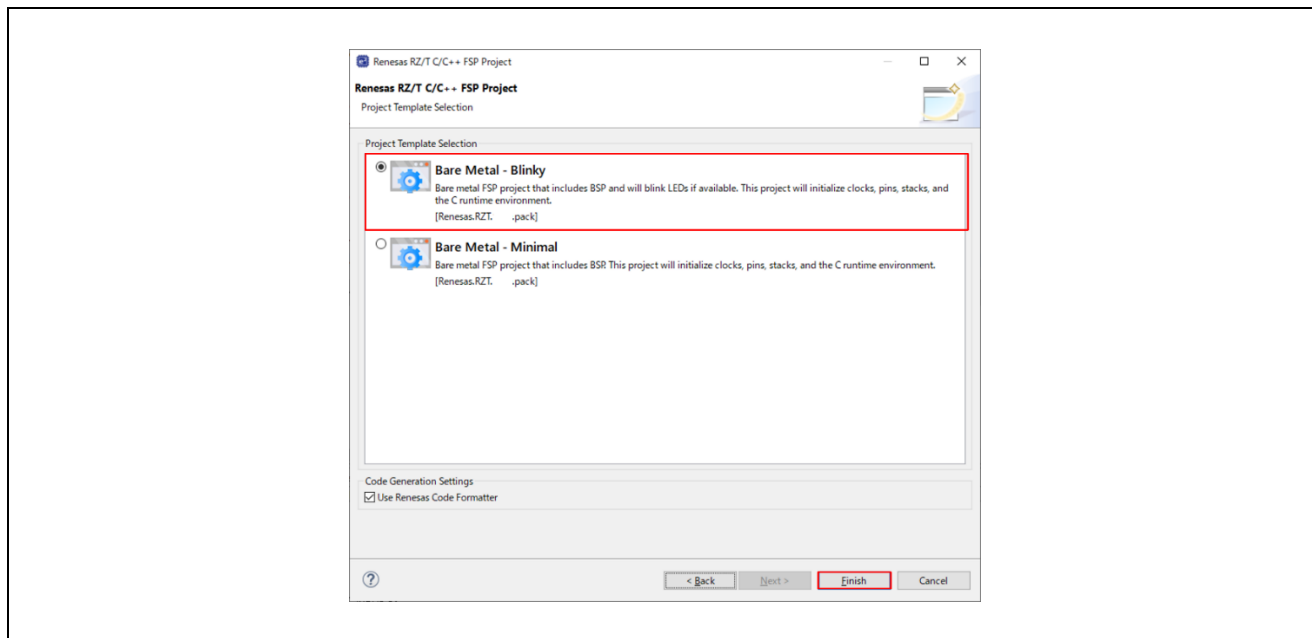 Renesas RZ/T C/C++ FSP Project
Renesas RZ/T C/C++ FSP Project
Project Template Selection
Project Template Selection
Bare Metal - Blinky
Bare metal FSP project that includes BSP and will blink LEDs if available. This project will initialize clocks, pins, stacks, and
the C runtime environment.
[Renesas.RZT. .pack]
Bare Metal - Minimal
Bare metal FSP project that includes BSP. This project will initialize clocks, pins, stacks, and the C runtime environment.
[Renesas.RZT. .pack]
Code Generation Settings
Use Renesas Code Formatter
?
< Back Next > Finish Cancel